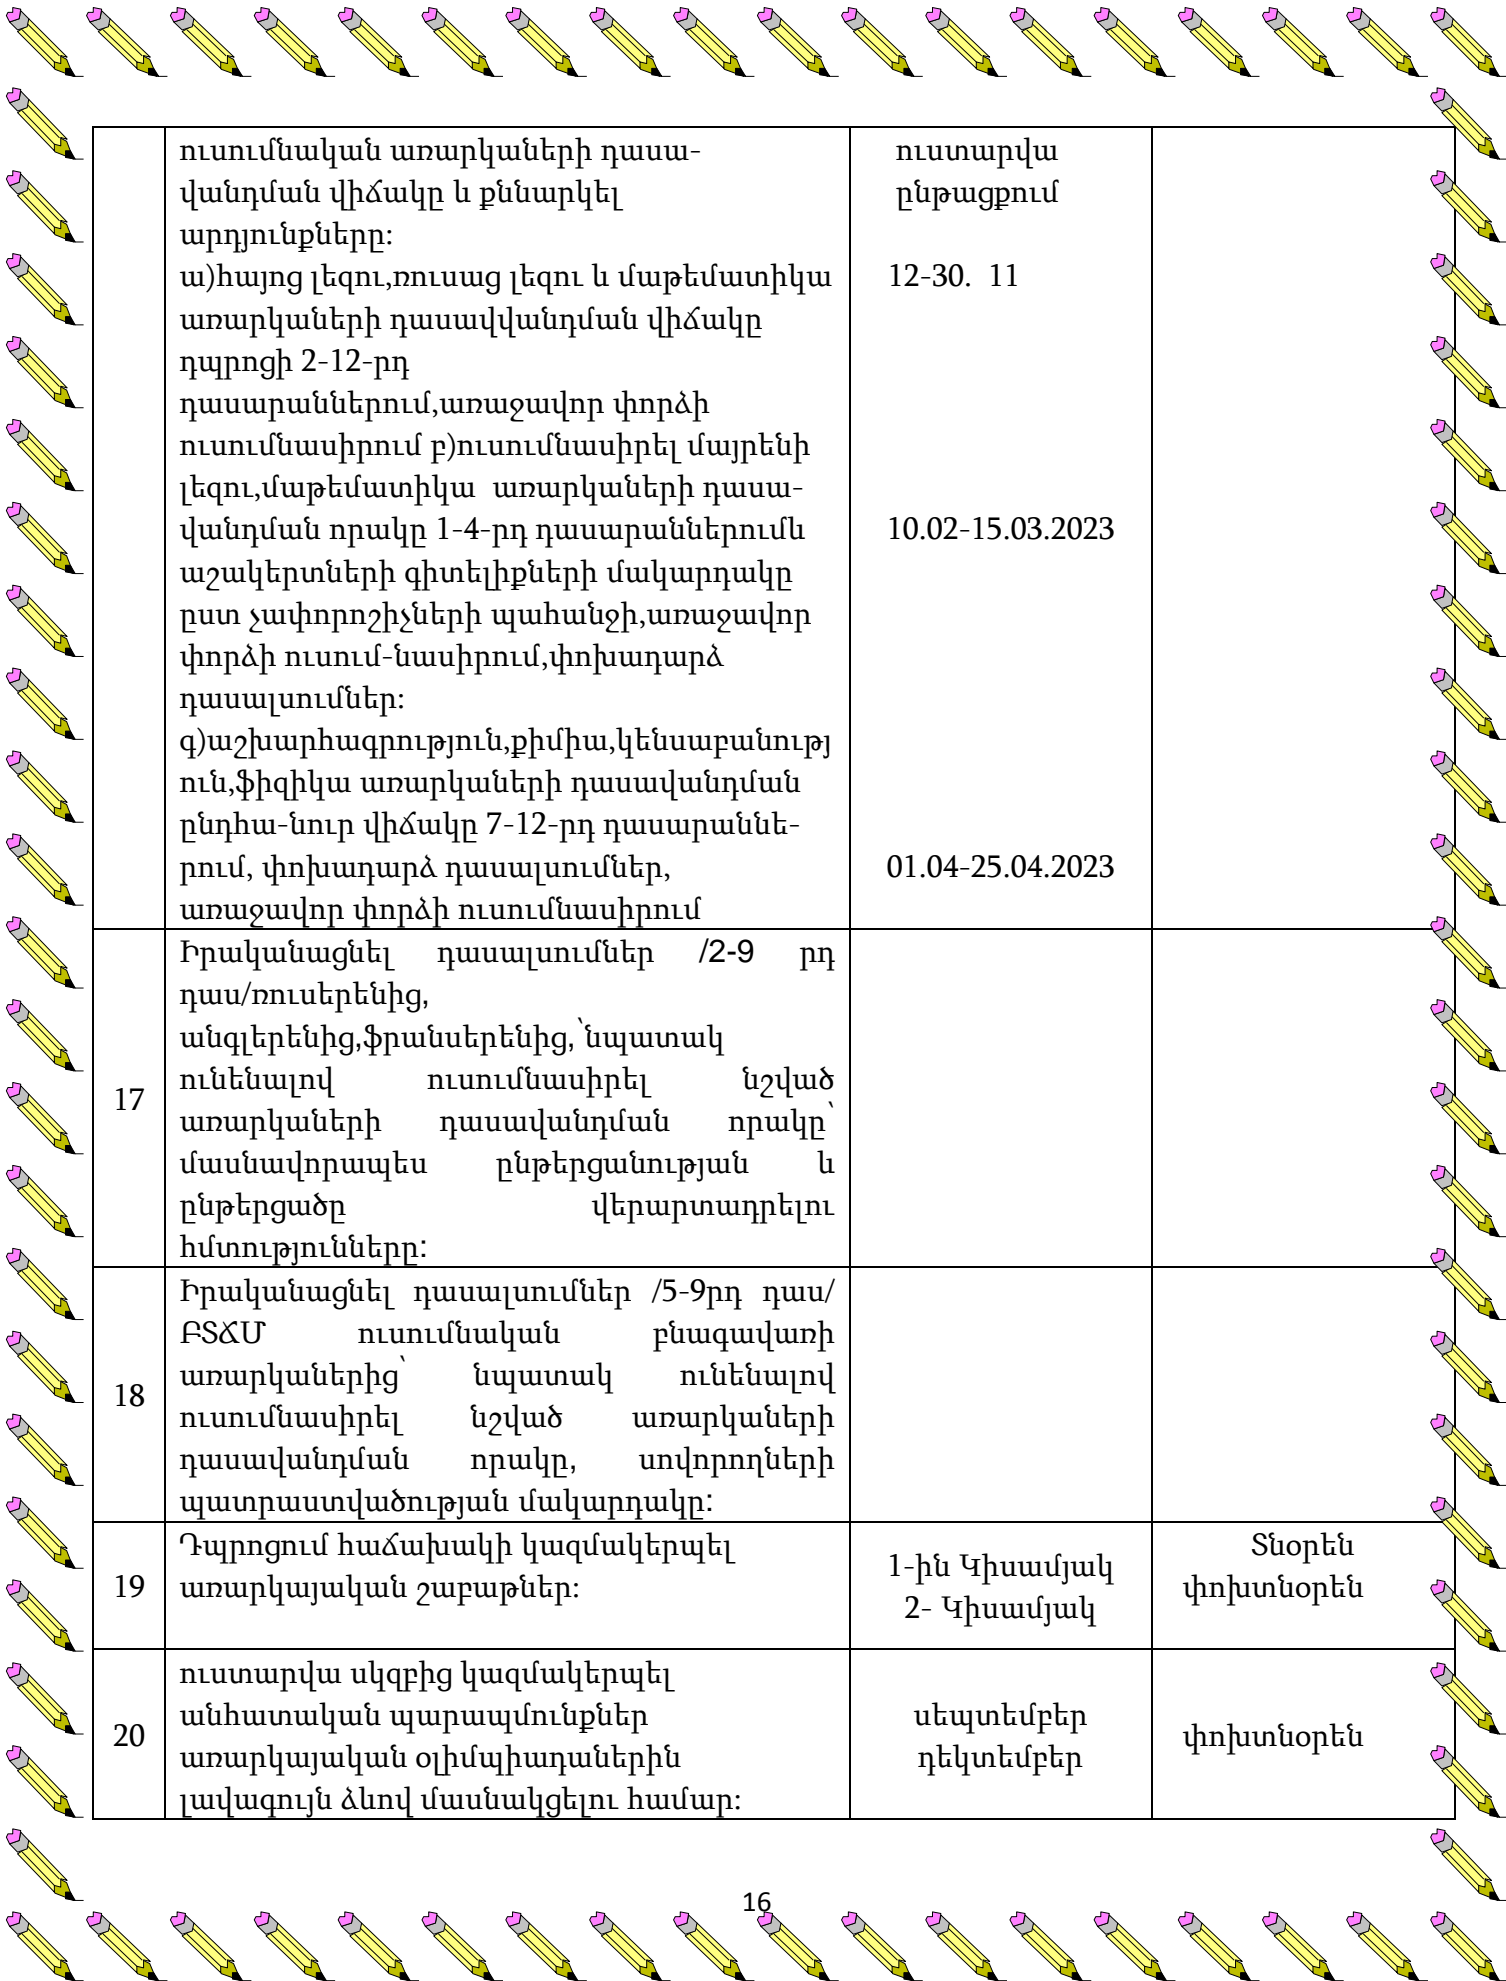 ուսումնական առարկաների դասա-
վանդման վիճակը և քննարկել
արդյունքները։
ա)հայոց լեզու,ռուսաց լեզու և մաթեմատիկա
առարկաների դասավվանդման վիճակը
դպրոցի 2-12-րդ
դասարաններում,առաջավոր փորձի
ուսումնասիրում բ)ուսումնասիրել մայրենի
լեզու,մաթեմատիկա առարկաների դասա-
վանդման որակը 1-4-րդ դասարաններումև
աշակերտների գիտելիքների մակարդակը
ըստ չափորոշիչների պահանջի,առաջավոր
փորձի ուսում-նասիրում,փոխադարձ
դասալսումներ։
գ)աշխարհագրություն,քիմիա,կենսաբանությ
ուն,ֆիզիկա առարկաների դասավանդման
ընդհա-նուր վիճակը 7-12-րդ դասարաննե-
րում, փոխադարձ դասալսումներ,
առաջավոր փորձի ուսումնասիրում
ուստարվա
ընթացքում
12-30. 11
10.02-15.03.2023
01.04-25.04.2023
17
Իրականացնել դասալսումներ /2-9 րդ
դաս/ռուսերենից,
անգլերենից,ֆրանսերենից,՝նպատակ
ունենալով ուսումնասիրել նշված
առարկաների դասավանդման որակը՝
մասնավորապես ընթերցանության և
ընթերցածը վերարտադրելու
հմտությունները:
18
Իրականացնել դասալսումներ /5-9րդ դաս/
ԲՏՃՄ ուսումնական բնագավառի
առարկաներից՝ նպատակ ունենալով
ուսումնասիրել նշված առարկաների
դասավանդման որակը, սովորողների
պատրաստվածության մակարդակը:
19
Դպրոցում հաճախակի կազմակերպել
առարկայական շաբաթներ։
1-ին Կիսամյակ
2- Կիսամյակ
Տնօրեն
փոխտնօրեն
20
ուստարվա սկզբից կազմակերպել
անհատական պարապմունքներ
առարկայական օլիմպիադաներին
լավագույն ձևով մասնակցելու համար։
սեպտեմբեր
դեկտեմբեր
փոխտնօրեն
16